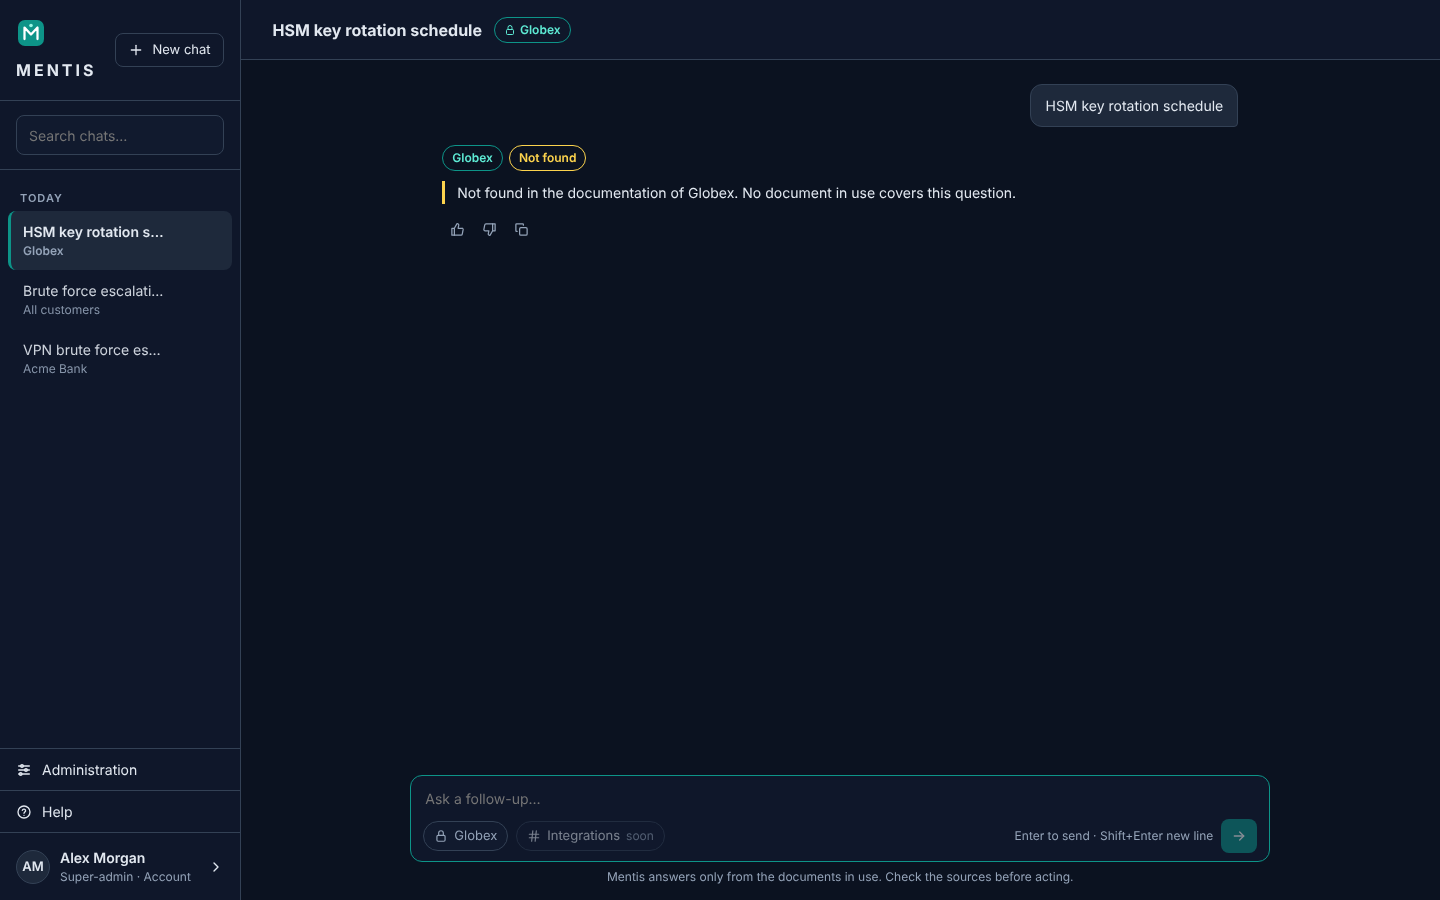 MENTIS
New chat
Search chats...
TODAY
HSM key rotation s...
Globex
Brute force escalati...
All customers
VPN brute force es...
Acme Bank
Administration
Help
AM
Alex Morgan
Super-admin · Account
HSM key rotation schedule
Globex
HSM key rotation schedule
Globex
Not found
Not found in the documentation of Globex. No document in use covers this question.
Ask a follow-up...
Globex
Integrations soon
Enter to send · Shift+Enter new line
Mentis answers only from the documents in use. Check the sources before acting.